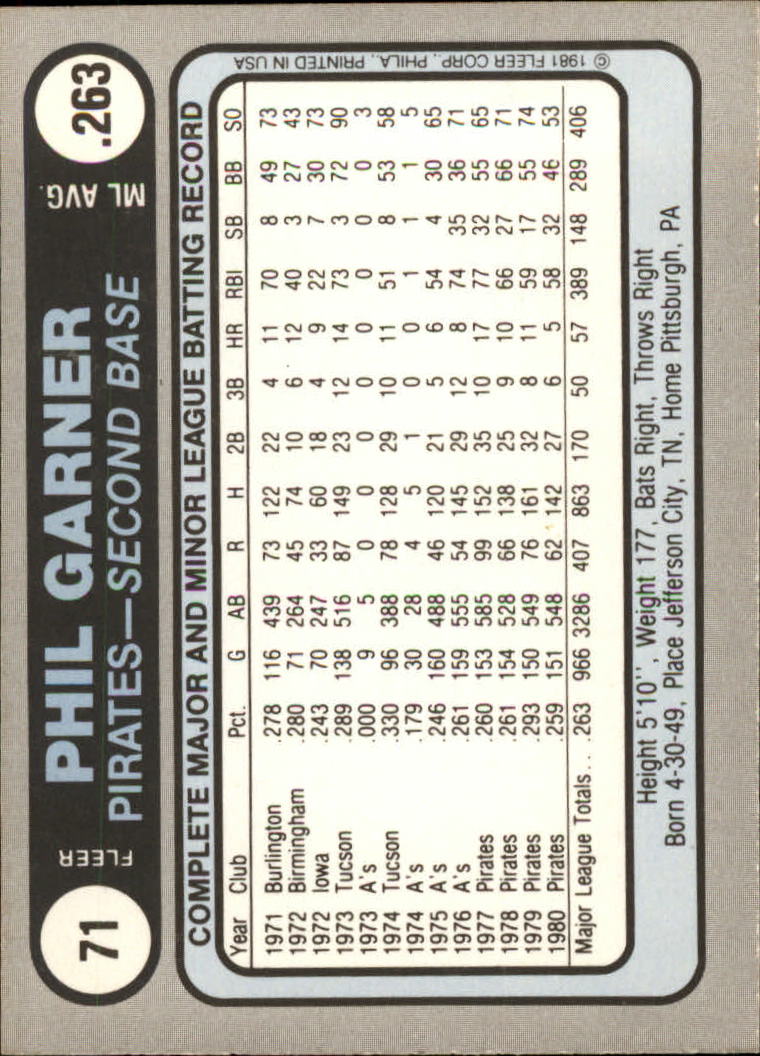 71
FLEER
PHIL GARNER
PIRATES—SECOND BASE
ML AVG.
.263
COMPLETE MAJOR AND MINOR LEAGUE BATTING RECORD
Year Club Pct. G AB R H 2B 3B HR RBI SB BB SO
1971 Burlington .278 116 439 73 122 22 4 11 70 8 49 73
1972 Birmingham .280 71 264 45 74 10 6 12 40 3 27 43
1972 Iowa .243 70 247 33 60 18 4 9 22 7 30 73
1973 Tucson .289 138 516 87 149 23 12 14 73 3 72 90
1973 A's .000 9 5 0 0 0 0 0 0 0 0 3
1974 Tucson .330 96 388 78 128 29 10 11 51 8 53 58
1974 A's .179 30 28 4 5 1 0 0 1 1 1 5
1975 A's .246 160 488 46 120 21 5 6 54 4 30 65
1976 A's .261 159 555 54 145 29 12 8 74 35 36 71
1977 Pirates .260 153 585 99 152 35 10 17 77 32 55 65
1978 Pirates .261 154 528 66 138 25 9 10 66 27 66 71
1979 Pirates .293 150 549 76 161 32 8 11 59 17 55 74
1980 Pirates .259 151 548 62 142 27 6 5 58 32 46 53
Major League Totals... .263 966 3286 407 863 170 50 57 389 148 289 406
Height 5'10", Weight 177, Bats Right, Throws Right
Born 4-30-49, Place Jefferson City, TN, Home Pittsburgh, PA
© 1981 FLEER CORP., PHILA., PRINTED IN USA